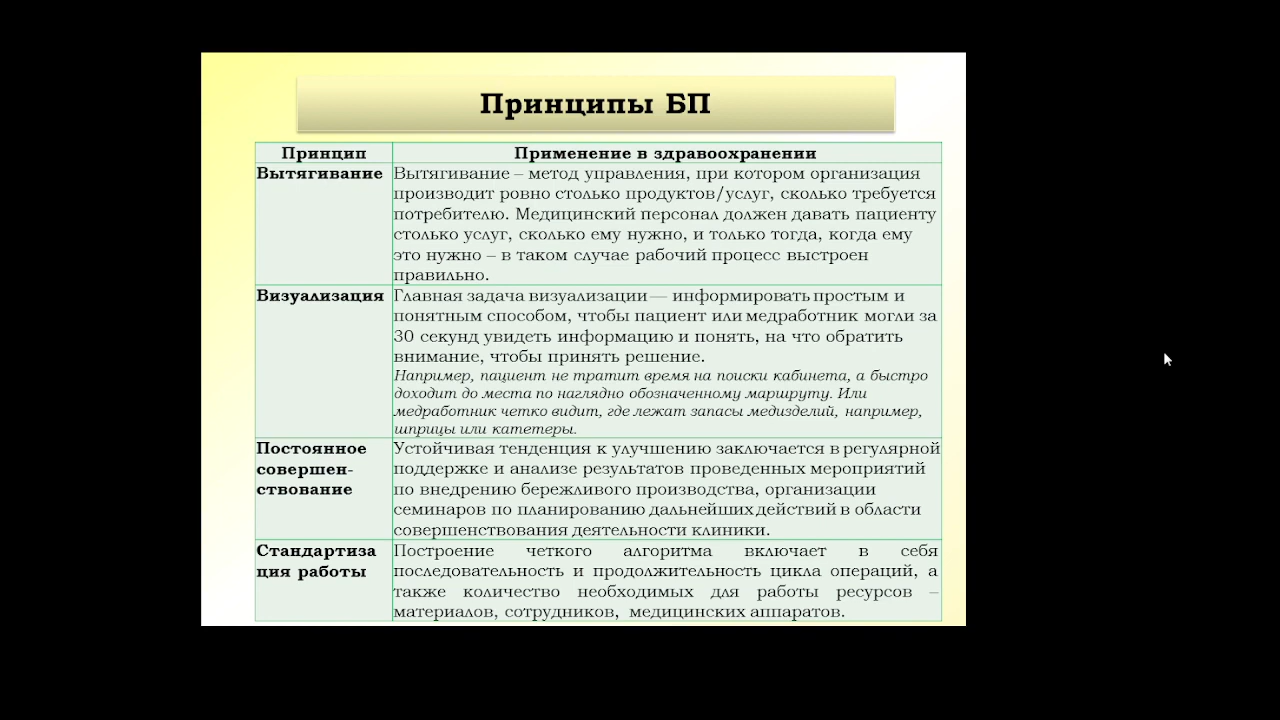 Принципы БП
Принцип
Применение в здравоохранении
Вытягивание
Вытягивание – метод управления, при котором организация
производит ровно столько продуктов/услуг, сколько требуется
потребителю. Медицинский персонал должен давать пациенту
столько услуг, сколько ему нужно, и только тогда, когда ему
это нужно – в таком случае рабочий процесс выстроен
правильно.
Визуализация
Главная задача визуализации — информировать простым и
понятным способом, чтобы пациент или медработник могли за
30 секунд увидеть информацию и понять, на что обратить
внимание, чтобы принять решение.
Например, пациент не тратит время на поиски кабинета, а быстро
доходит до места по наглядно обозначенному маршруту. Или
медработник четко видит, где лежат запасы медизделий, например,
шприцы или катетеры.
Постоянное
совершен-
ствование
Устойчивая тенденция к улучшению заключается в регулярной
поддержке и анализе результатов проведенных мероприятий
по внедрению бережливого производства, организации
семинаров по планированию дальнейших действий в области
совершенствования деятельности клиники.
Стандартиза
ция работы
Построение четкого алгоритма включает в себя
последовательность и продолжительность цикла операций, а
также количество необходимых для работы ресурсов –
материалов, сотрудников, медицинских аппаратов.